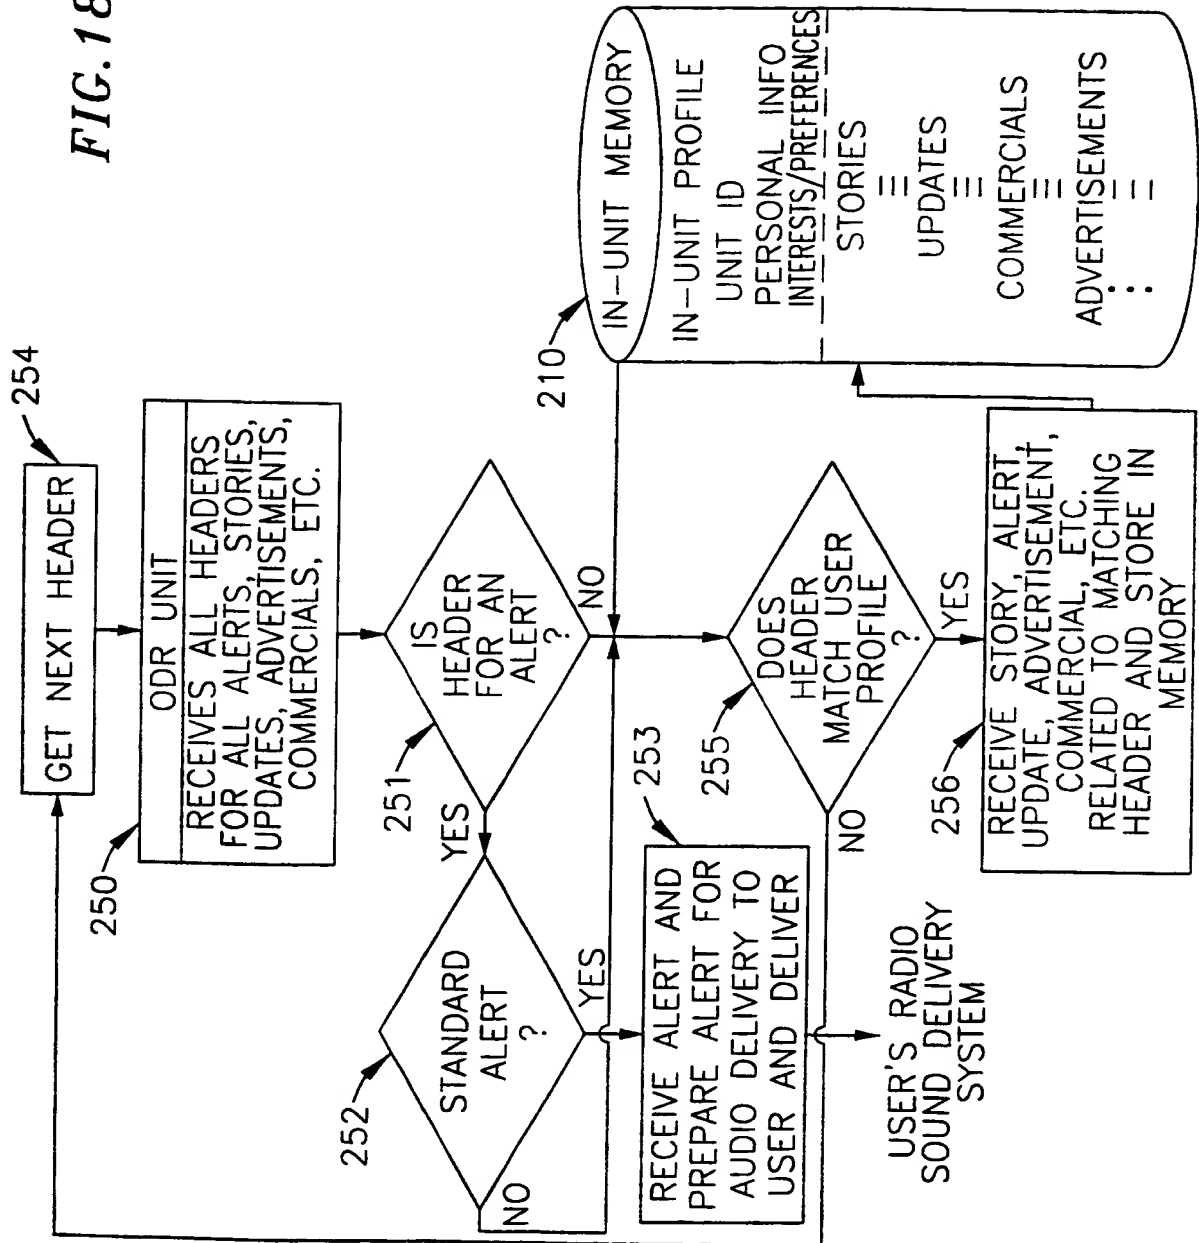 FIG.18
254
GET NEXT HEADER
250
ODR UNIT
RECEIVES ALL HEADERS
FOR ALL ALERTS, STORIES,
UPDATES, ADVERTISEMENTS,
COMMERCIALS, ETC.
251
IS
HEADER
FOR AN
ALERT
?
YES
NO
252
STANDARD
ALERT
?
NO
YES
253
RECEIVE ALERT AND
PREPARE ALERT FOR
AUDIO DELIVERY TO
USER AND DELIVER
USER'S RADIO
SOUND DELIVERY
SYSTEM
255
DOES
HEADER
MATCH USER
PROFILE
?
NO
YES
256
RECEIVE STORY, ALERT,
UPDATE, ADVERTISEMENT,
COMMERCIAL, ETC.
RELATED TO MATCHING
HEADER AND STORE IN
MEMORY
210
IN-UNIT MEMORY
IN-UNIT PROFILE
UNIT ID
PERSONAL INFO
INTERESTS/PREFERENCES
STORIES
UPDATES
COMMERCIALS
ADVERTISEMENTS